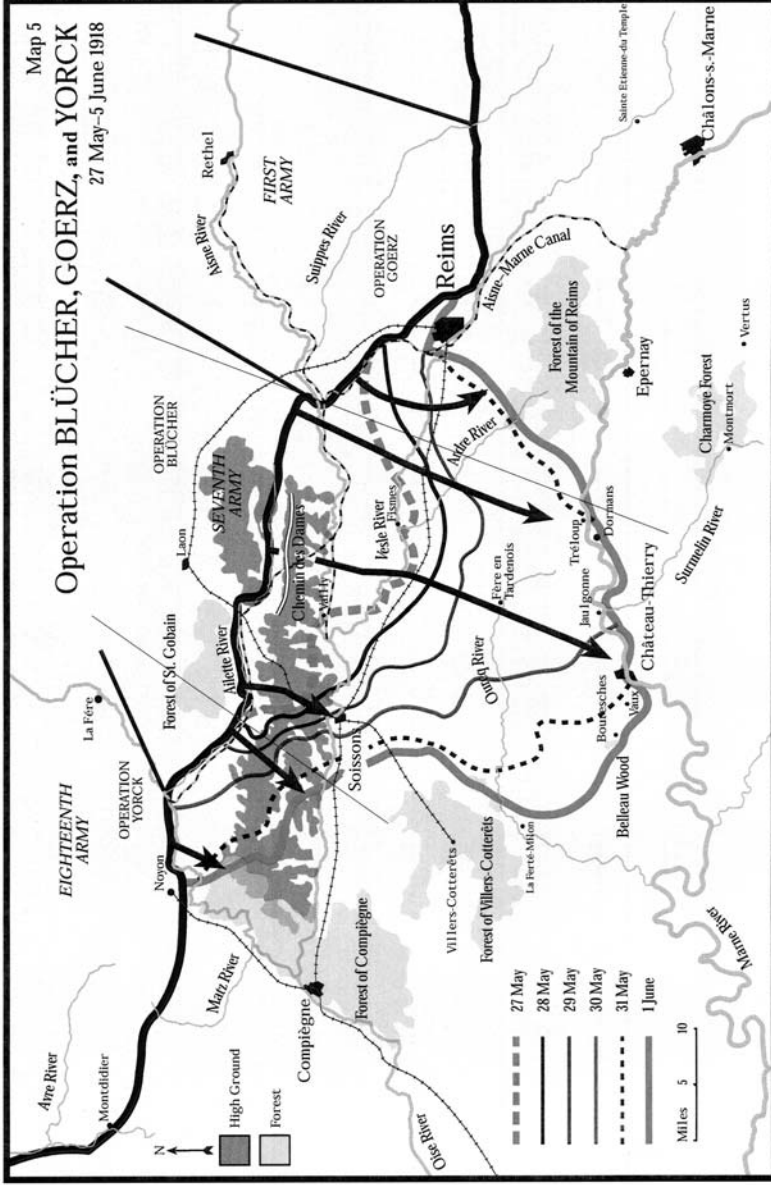 Map 5
Operation BLÜCHER, GOERZ, and YORCK
27 May–5 June 1918
EIGHTEENTH
ARMY
OPERATION
YORCK
La Fére
Noyon
Montdidier
Avre River
Matz River
Oise River
Compiègne
Forest of Compiègne
Forest of St. Gobain
Ailette River
Laon
OPERATION
BLÜCHER
SEVENTH
ARMY
Chemin des Dames
Vailly
Vesle River
Fismes
Ardre River
Soissons
Villers-Cotterêts
Forest of Villers-Cotterêts
La Ferté-Milon
Ourcq River
Fère en
Tardenois
Belleau Wood
Bouresches
Vaux
Château-Thierry
Jaulgonne
Tréloup
Dormans
Surmelin River
Marne River
Rethel
Aisne River
FIRST
ARMY
Suippes River
OPERATION
GOERZ
Reims
Aisne–Marne Canal
Forest of the
Mountain of Reims
Epernay
Charmoye Forest
Montmort
Vertus
Sainte Etienne-du Temple
Châlons-s.-Marne
N
High Ground
Forest
27 May
28 May
29 May
30 May
31 May
1 June
Miles 5 10